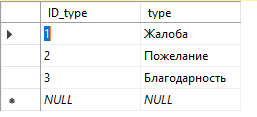 ID_type type
1 Жалоба
2 Пожелание
3 Благодарность
NULL NULL